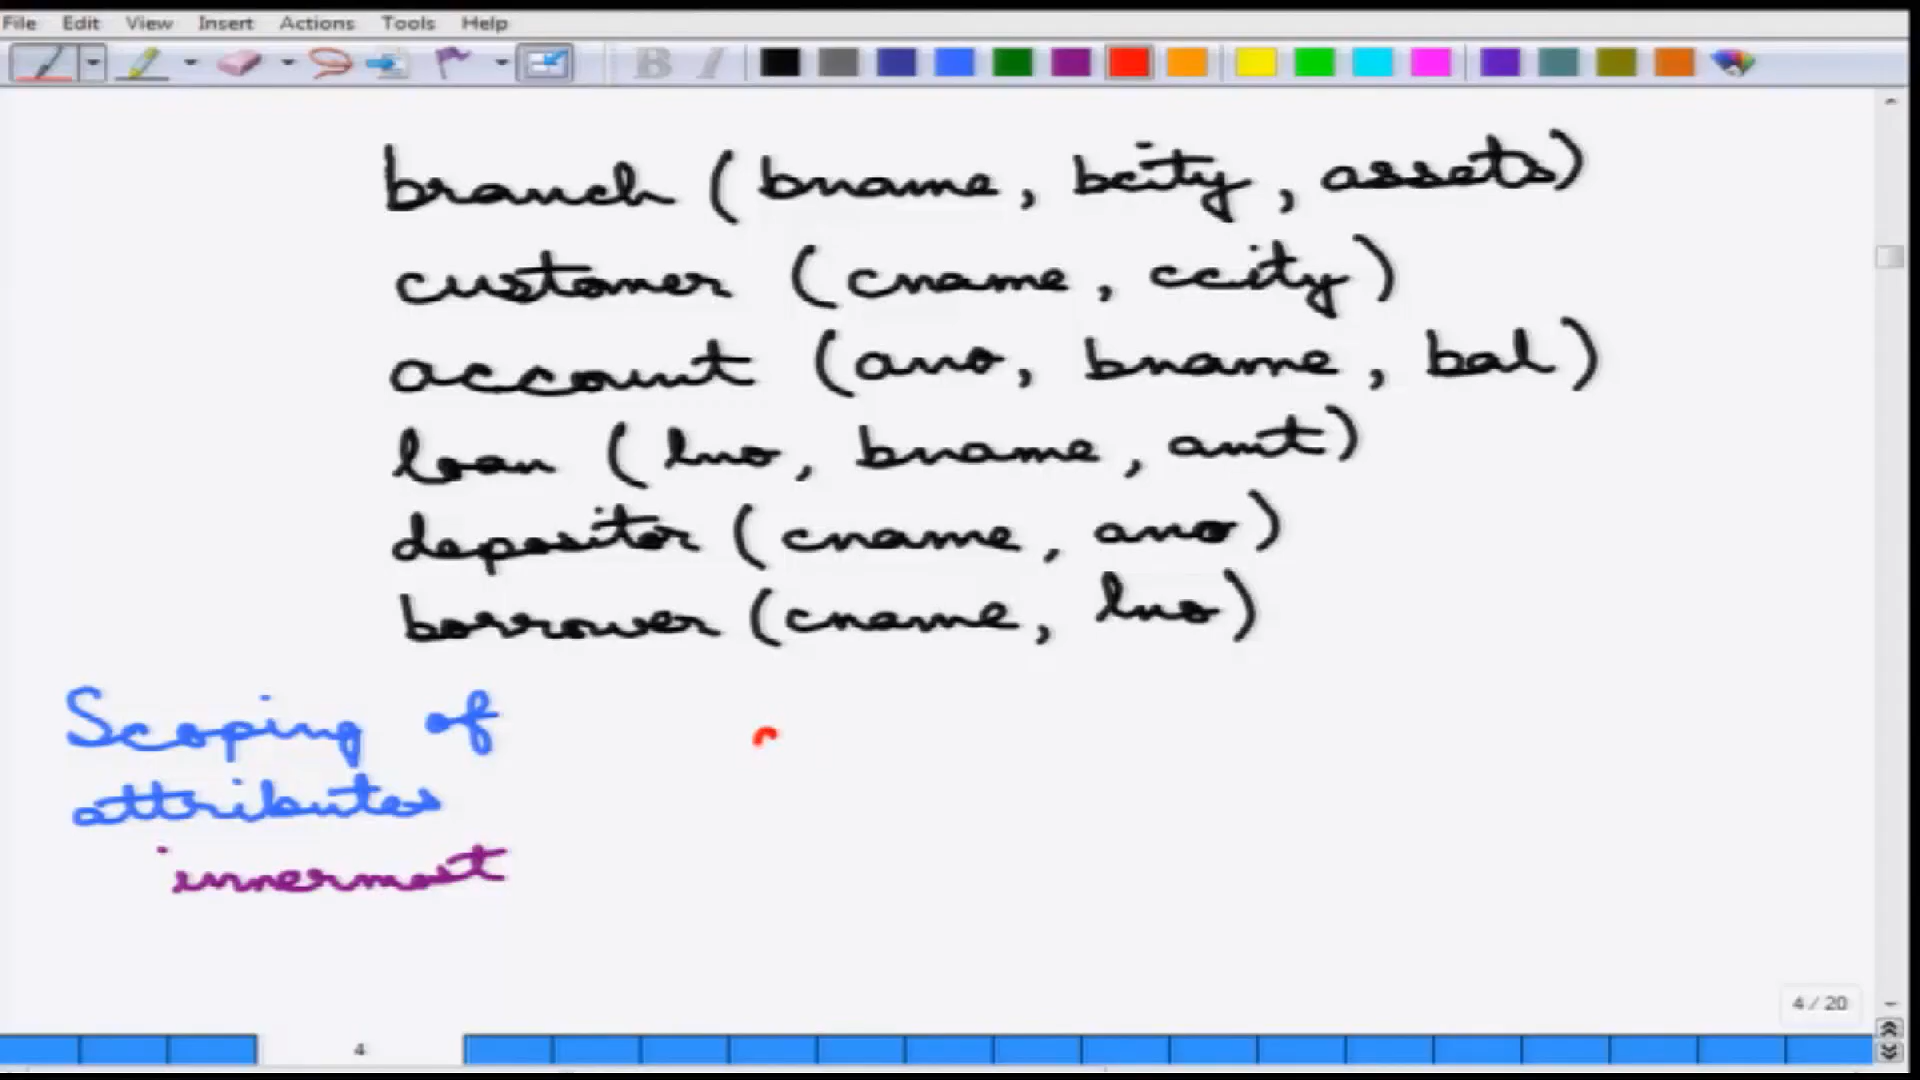 File Edit View Insert Actions Tools Help
B I
branch (bname, bcity, assets)
customer (cname, ccity)
account (ano, bname, bal)
loan (lno, bname, amt)
depositor (cname, ano)
borrower (cname, lno)
Scoping of
attributes
innermost
4 / 20
4